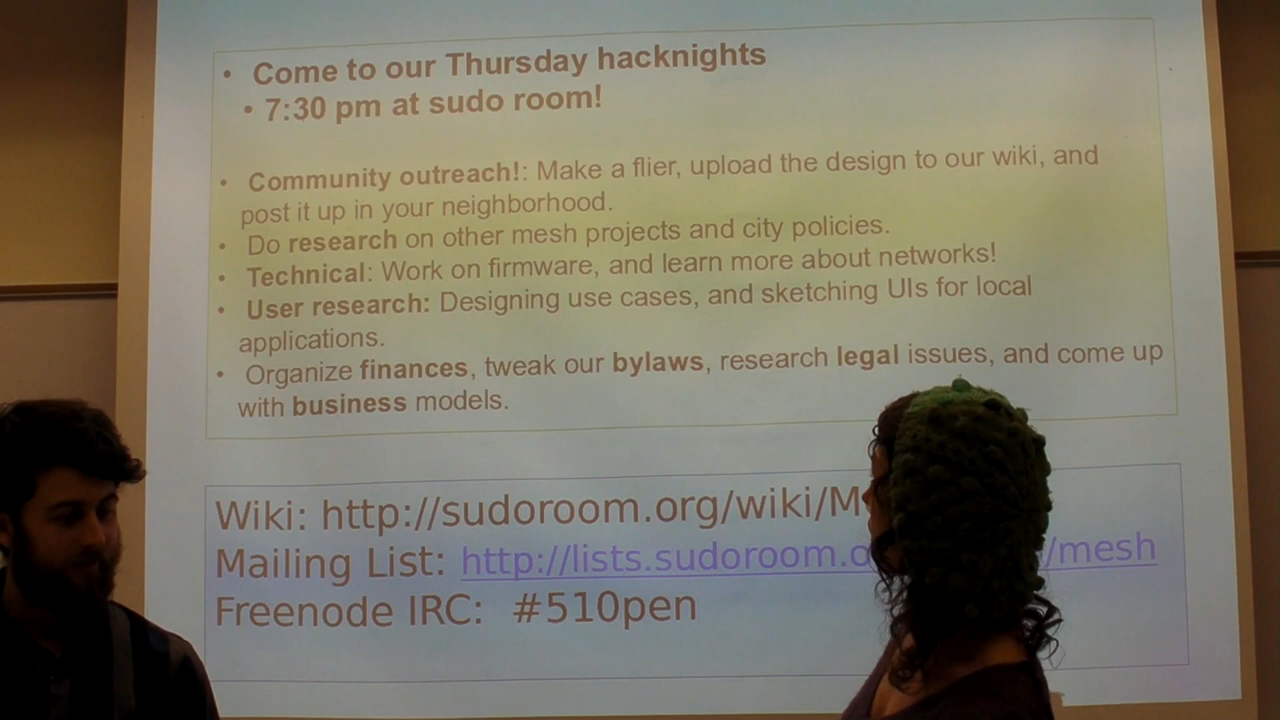 • Come to our Thursday hacknights
• 7:30 pm at sudo room!
• Community outreach!: Make a flier, upload the design to our wiki, and
post it up in your neighborhood.
• Do research on other mesh projects and city policies.
• Technical: Work on firmware, and learn more about networks!
• User research: Designing use cases, and sketching UIs for local
applications.
• Organize finances, tweak our bylaws, research legal issues, and come up
with business models.
Wiki: http://sudoroom.org/wiki/M
Mailing List: http://lists.sudoroom.o /mesh
Freenode IRC: #510pen